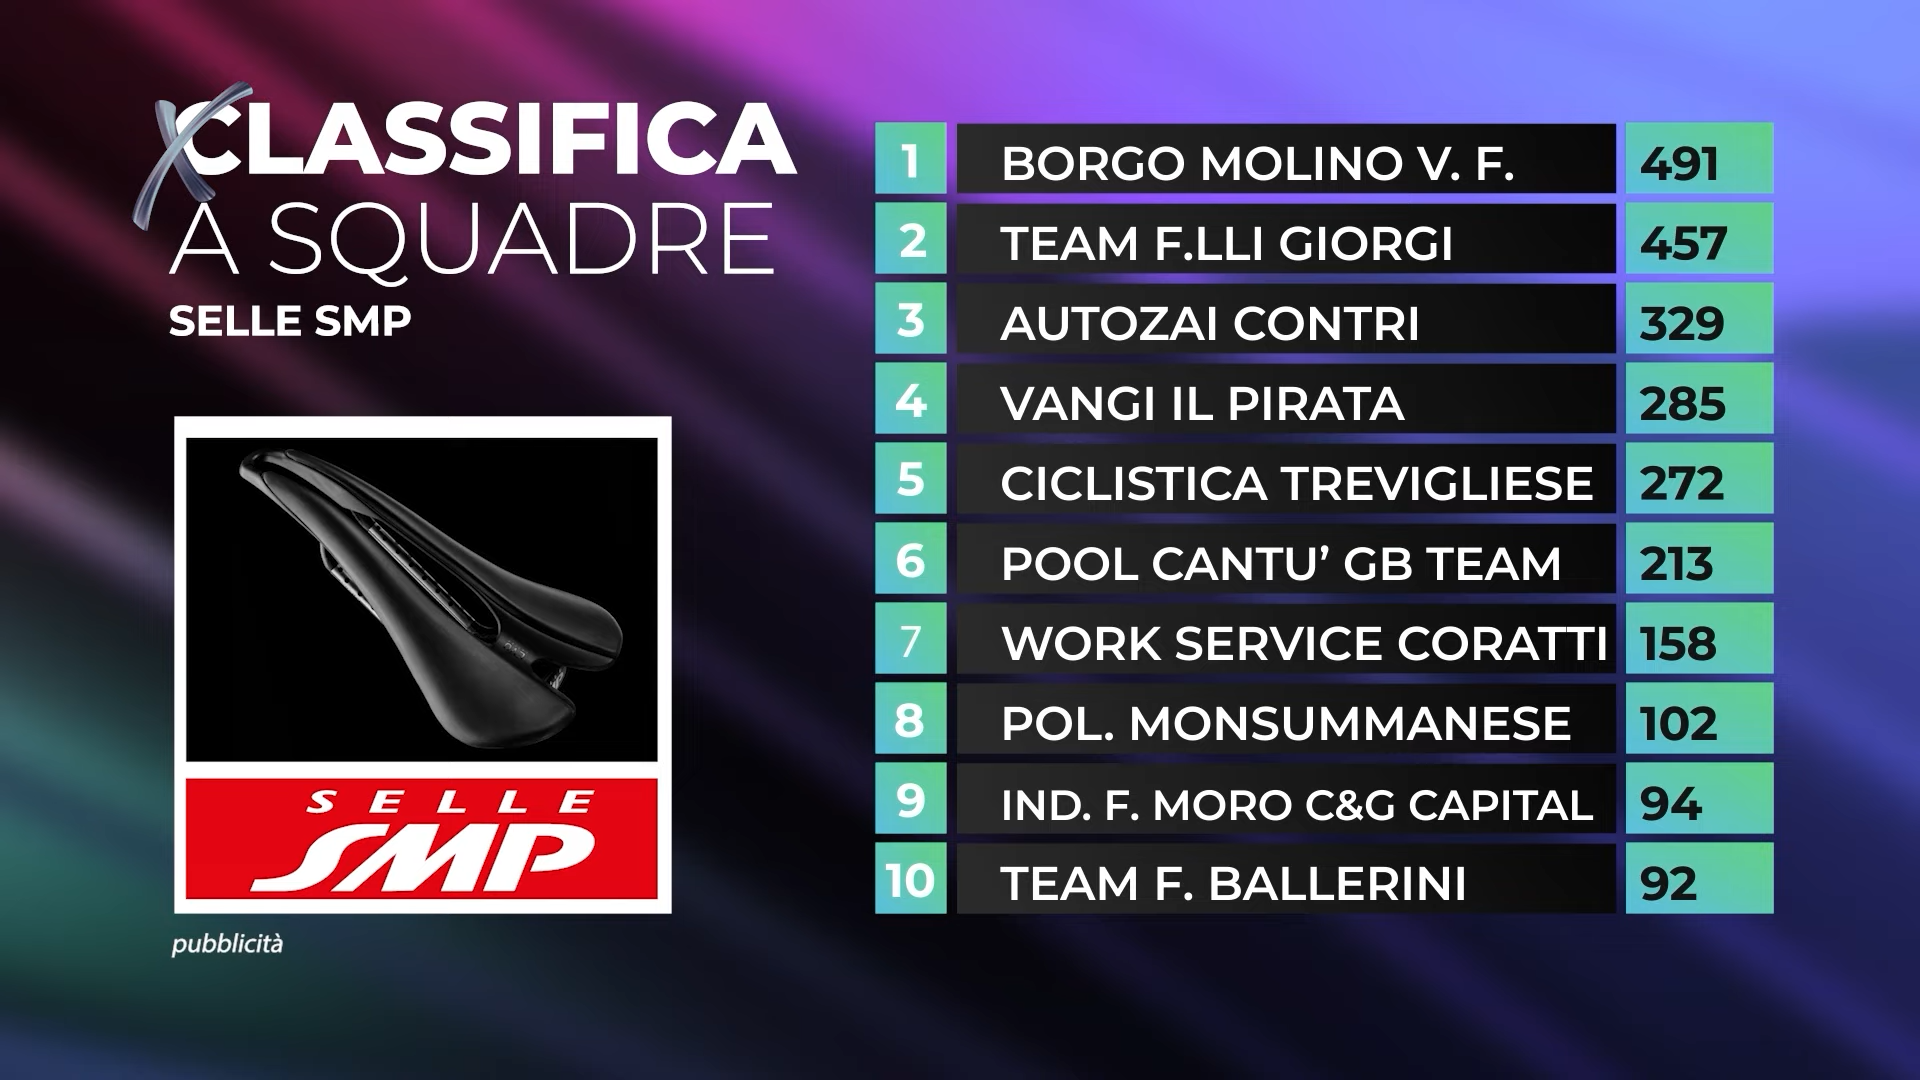 CLASSIFICA
A SQUADRE
SELLE SMP
SELLE
SMP
pubblicità
1 BORGO MOLINO V. F. 491
2 TEAM F.LLI GIORGI 457
3 AUTOZAI CONTRI 329
4 VANGI IL PIRATA 285
5 CICLISTICA TREVIGLIESE 272
6 POOL CANTU’ GB TEAM 213
7 WORK SERVICE CORATTI 158
8 POL. MONSUMMANESE 102
9 IND. F. MORO C&G CAPITAL 94
10 TEAM F. BALLERINI 92